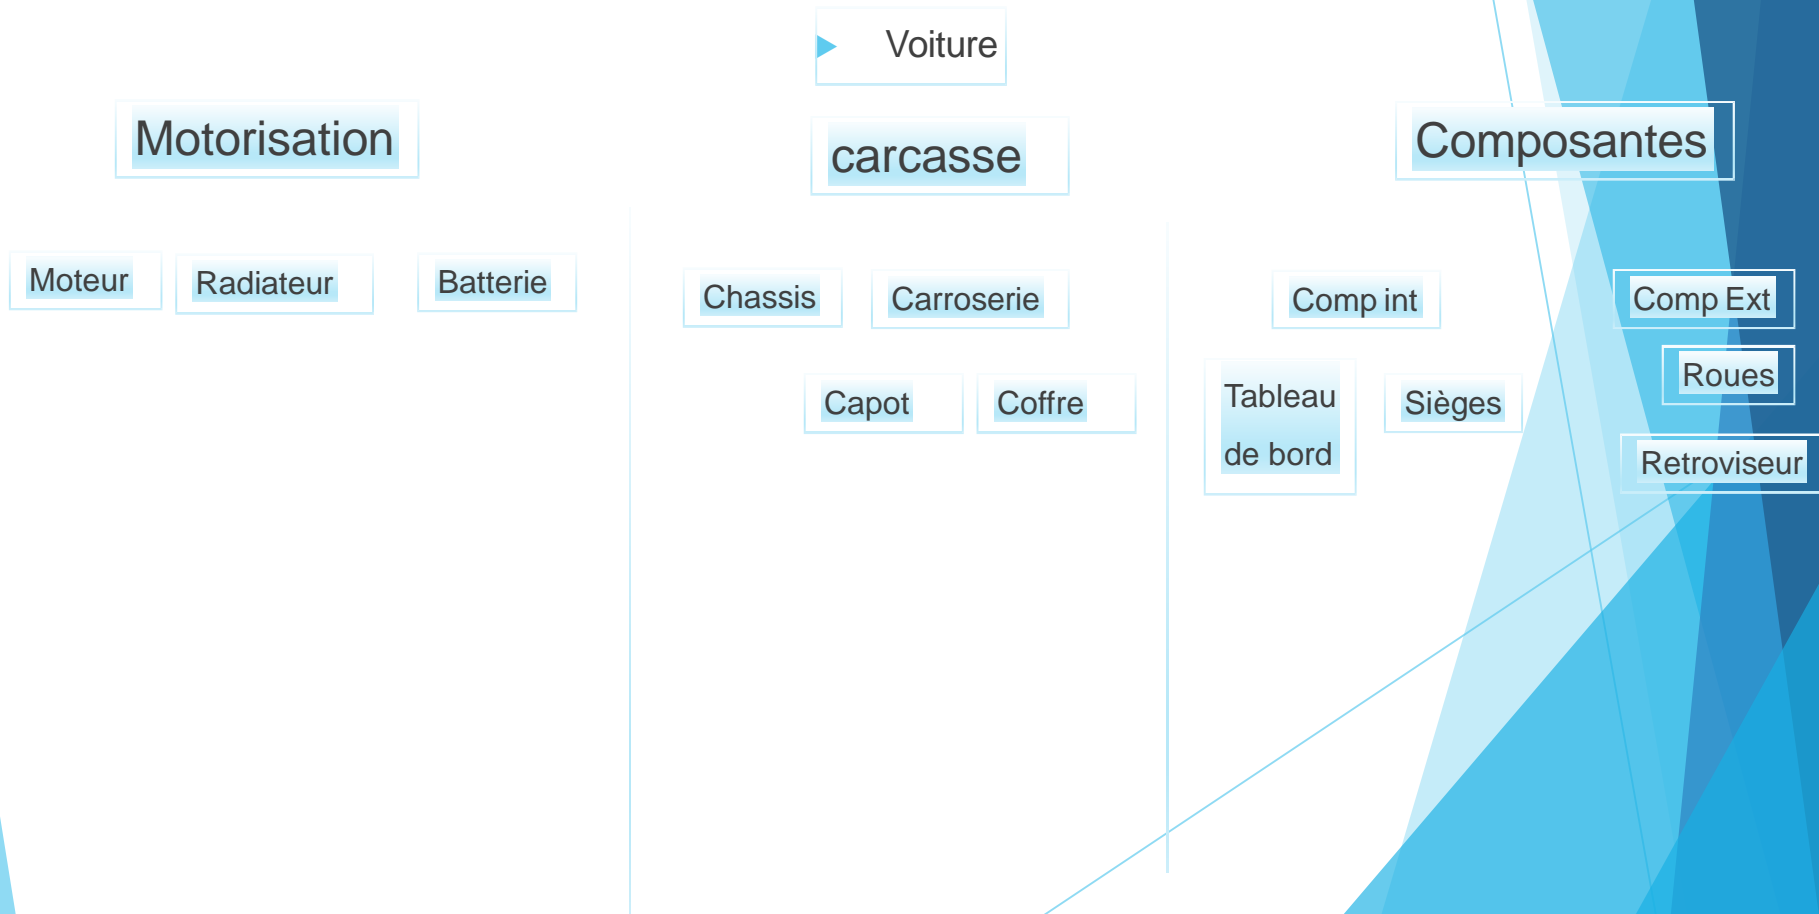 Voiture
Motorisation
carcasse
Composantes
Moteur
Radiateur
Batterie
Chassis
Carroserie
Comp int
Comp Ext
Capot
Coffre
Tableau
de bord
Sièges
Roues
Retroviseur